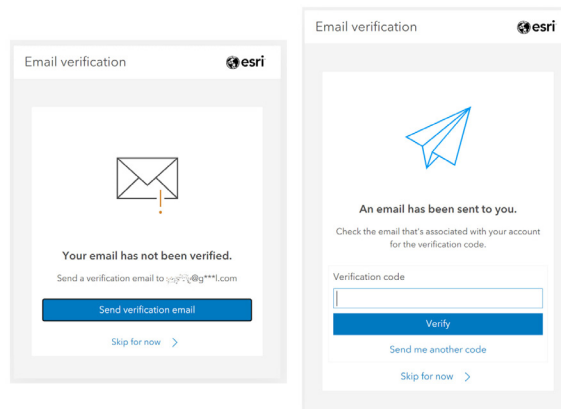 Email verification
esri
Your email has not been verified.
Send a verification email to @g***l.com
Send verification email
Skip for now
Email verification
esri
An email has been sent to you.
Check the email that's associated with your account
for the verification code.
Verification code
Verify
Send me another code
Skip for now